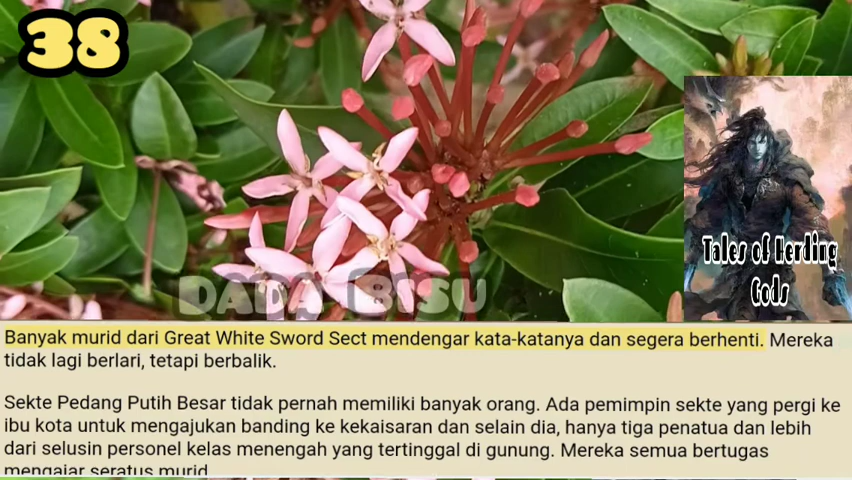 38
Tales of Herding
Gods
DADA BISU
Banyak murid dari Great White Sword Sect mendengar kata-katanya dan segera berhenti. Mereka
tidak lagi berlari, tetapi berbalik.
Sekte Pedang Putih Besar tidak pernah memiliki banyak orang. Ada pemimpin sekte yang pergi ke
ibu kota untuk mengajukan banding ke kekaisaran dan selain dia, hanya tiga penatua dan lebih
dari selusin personel kelas menengah yang tertinggal di gunung. Mereka semua bertugas
mengajar seratus murid